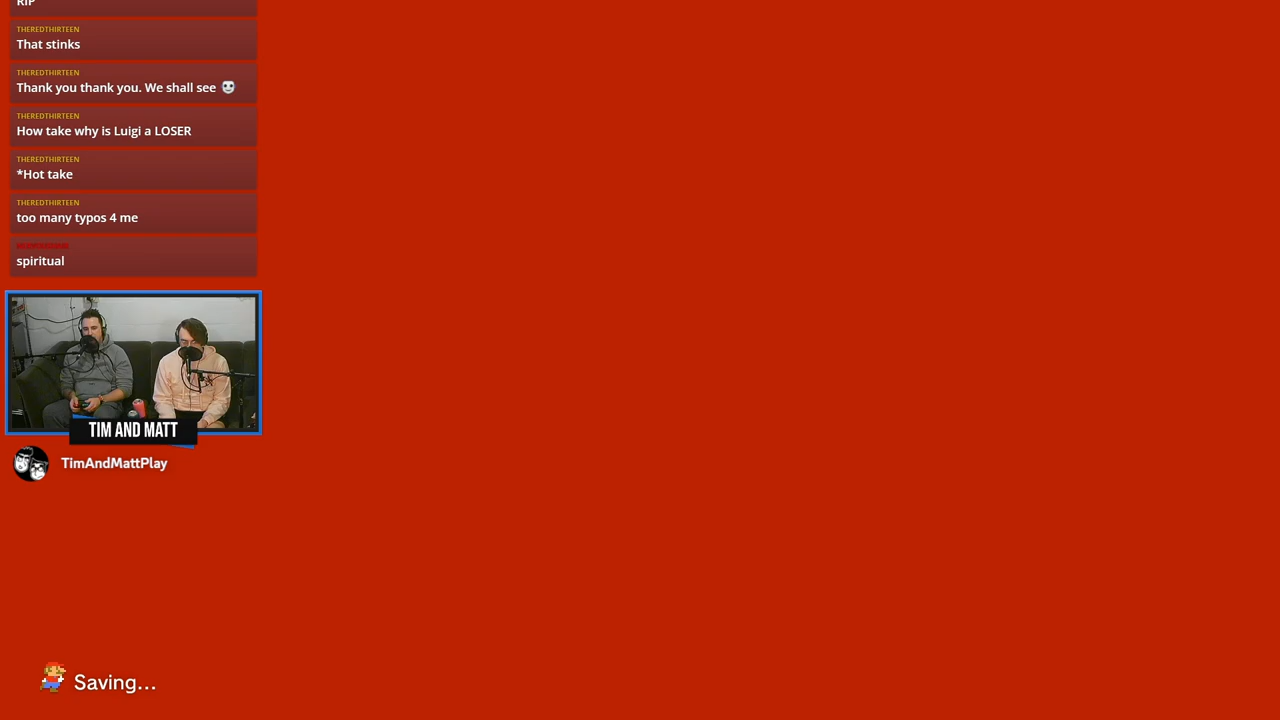 RIP
THEREDTHIRTEEN
That stinks
THEREDTHIRTEEN
Thank you thank you. We shall see
THEREDTHIRTEEN
How take why is Luigi a LOSER
THEREDTHIRTEEN
*Hot take
THEREDTHIRTEEN
too many typos 4 me
spiritual
TIM AND MATT
TimAndMattPlay
Saving...